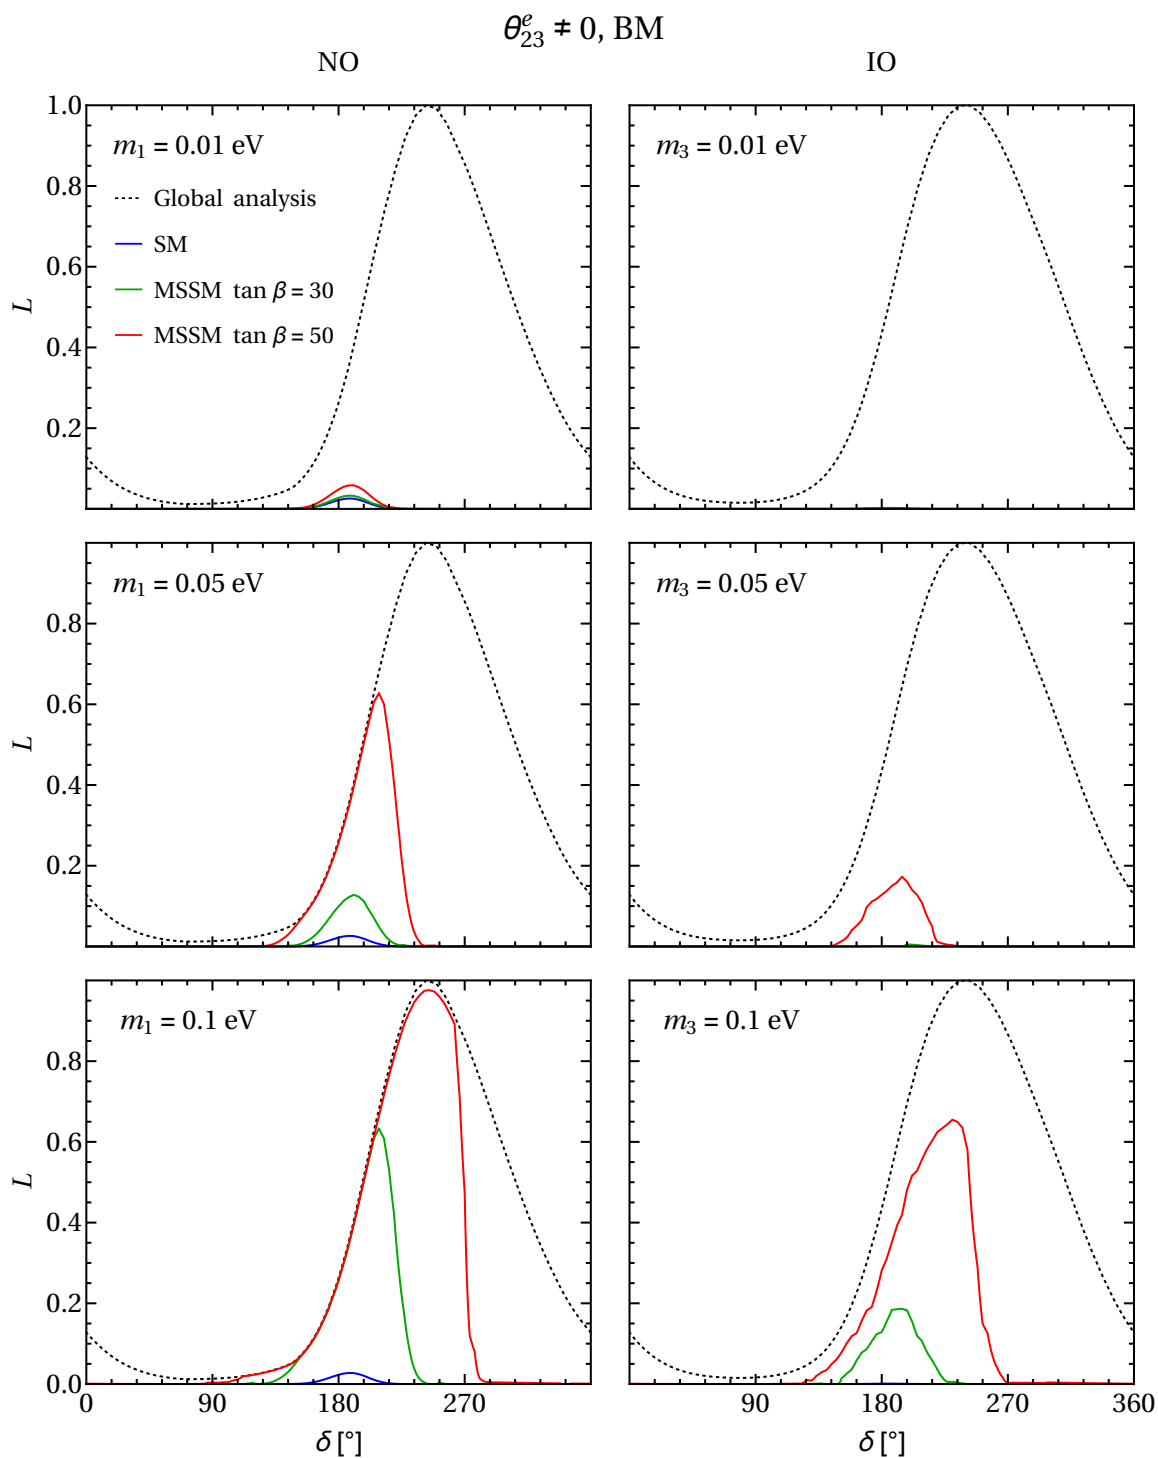 θᵉ₂₃ ≠ 0, BM
NO
IO
1.0
0.8
0.6
0.4
0.2
L
m₁ = 0.01 eV
Global analysis
SM
MSSM tan β = 30
MSSM tan β = 50
m₃ = 0.01 eV
0.8
0.6
0.4
0.2
L
m₁ = 0.05 eV
m₃ = 0.05 eV
0.8
0.6
0.4
0.2
0.0
L
m₁ = 0.1 eV
m₃ = 0.1 eV
0 90 180 270
90 180 270 360
δ [°]
δ [°]